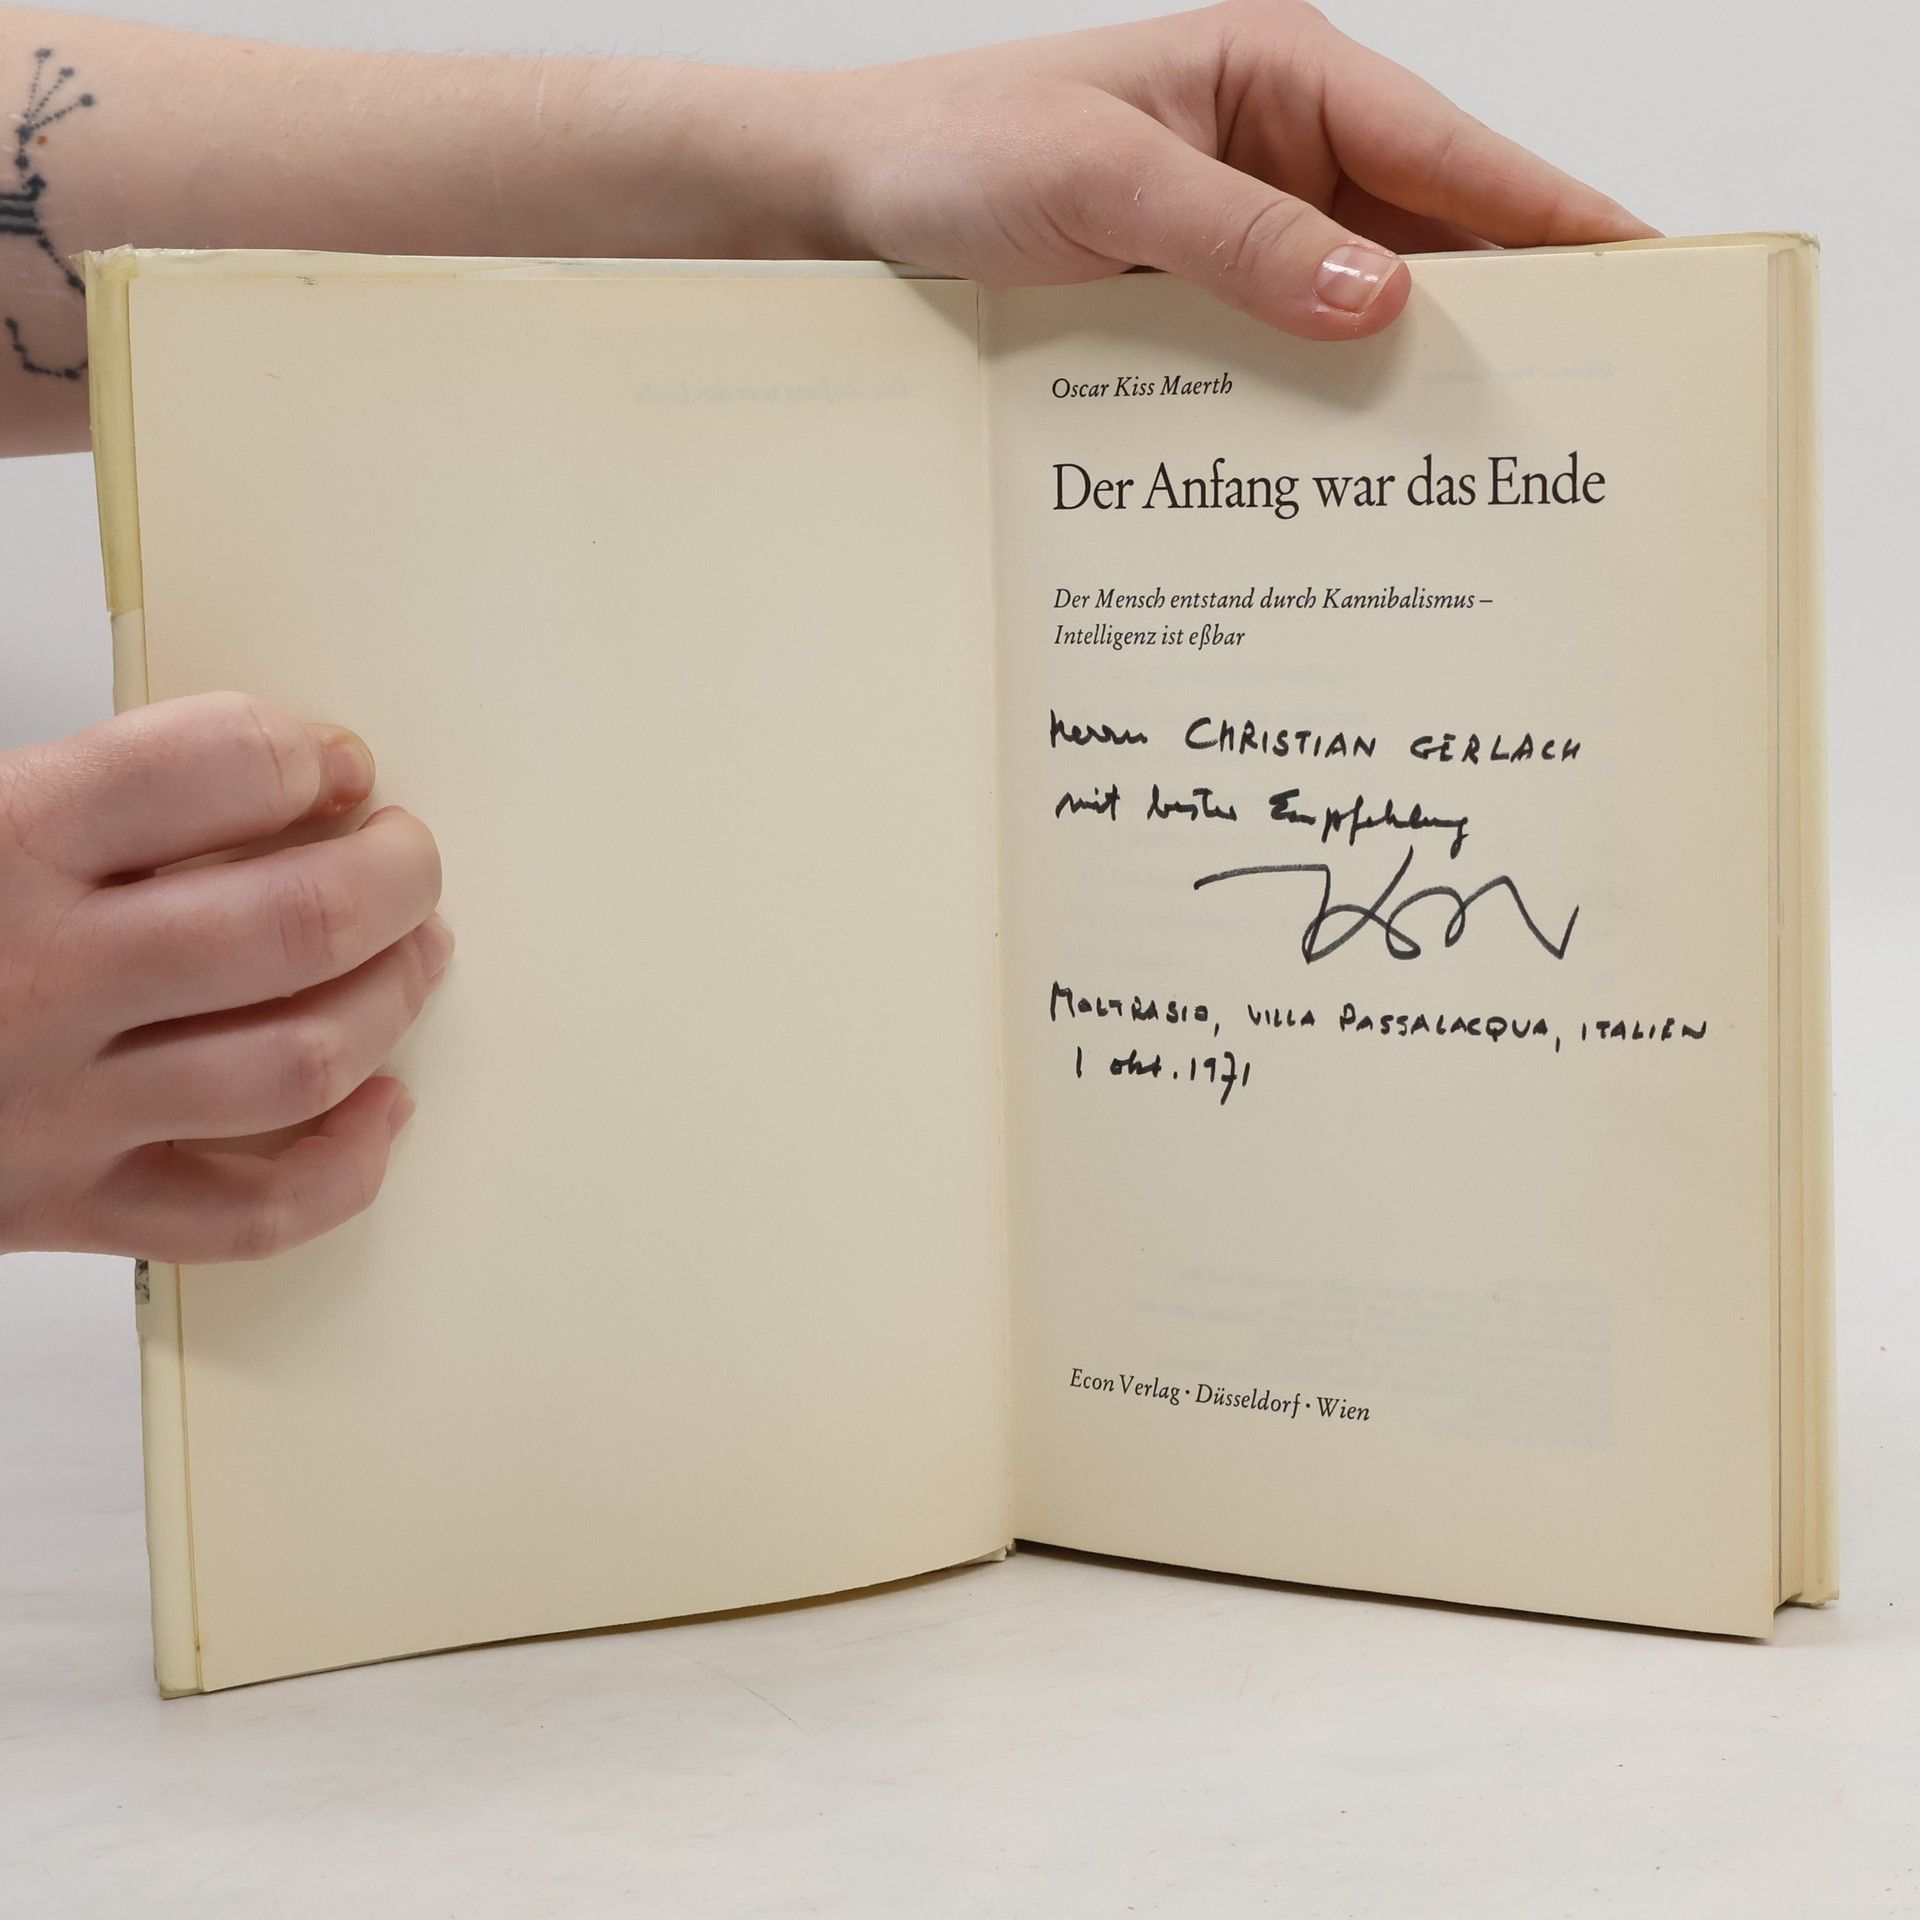 Oscar Kiss Maerth
Der Anfang war das Ende
Der Mensch entstand durch Kannibalismus –
Intelligenz ist eßbar
Herrn CHRISTIAN GERLACH
mit bester Empfehlung
MOLTRASIO, VILLA PASSALACQUA, ITALIEN
1 okt. 1971
Econ Verlag · Düsseldorf · Wien